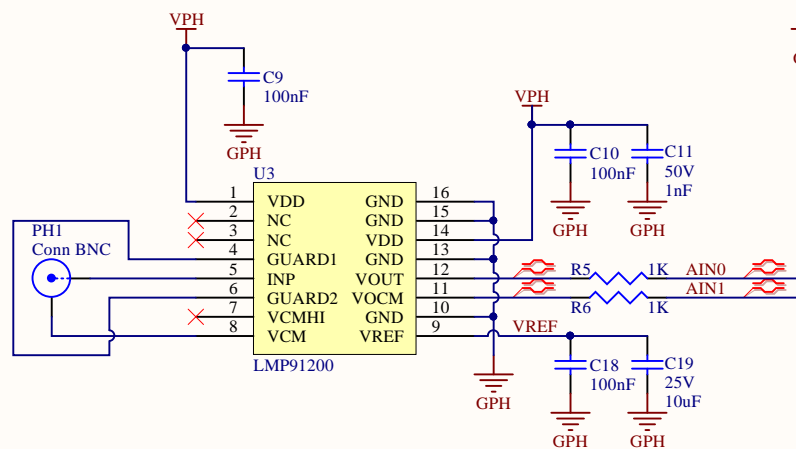 VPH
C9
100nF
GPH
VPH
C10
100nF
C11
50V
1nF
GPH
GPH
U3
1 VDD GND 16
2 NC GND 15
3 NC VDD 14
4 GUARD1 GND 13
5 INP VOUT 12
6 GUARD2 VOCM 11
7 VCMHI GND 10
8 VCM VREF 9
LMP91200
PH1
Conn BNC
R5 1K AIN0
R6 1K AIN1
VREF
C18
100nF
C19
25V
10uF
GPH
GPH
GPH